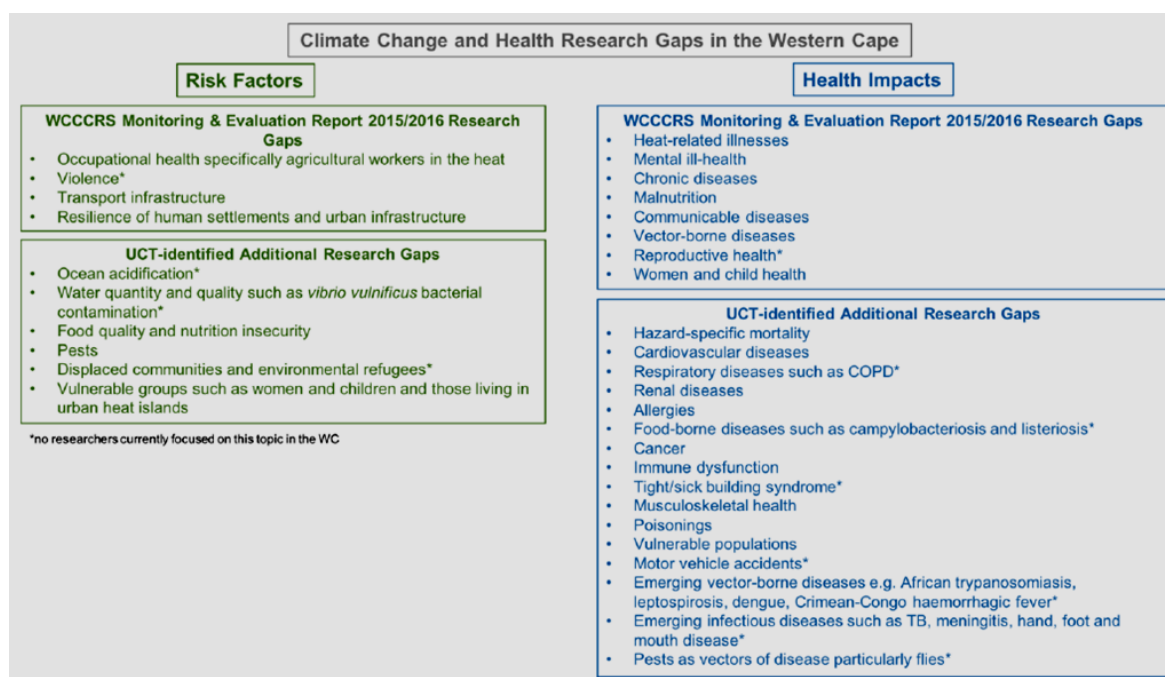 Climate Change and Health Research Gaps in the Western Cape
Risk Factors
WCCCRS Monitoring & Evaluation Report 2015/2016 Research
Gaps
• Occupational health specifically agricultural workers in the heat
• Violence*
• Transport infrastructure
• Resilience of human settlements and urban infrastructure
UCT-identified Additional Research Gaps
• Ocean acidification*
• Water quantity and quality such as vibrio vulnificus bacterial
contamination*
• Food quality and nutrition insecurity
• Pests
• Displaced communities and environmental refugees*
• Vulnerable groups such as women and children and those living in
urban heat islands
*no researchers currently focused on this topic in the WC
Health Impacts
WCCCRS Monitoring & Evaluation Report 2015/2016 Research Gaps
• Heat-related illnesses
• Mental ill-health
• Chronic diseases
• Malnutrition
• Communicable diseases
• Vector-borne diseases
• Reproductive health*
• Women and child health
UCT-identified Additional Research Gaps
• Hazard-specific mortality
• Cardiovascular diseases
• Respiratory diseases such as COPD*
• Renal diseases
• Allergies
• Food-borne diseases such as campylobacteriosis and listeriosis*
• Cancer
• Immune dysfunction
• Tight/sick building syndrome*
• Musculoskeletal health
• Poisonings
• Vulnerable populations
• Motor vehicle accidents*
• Emerging vector-borne diseases e.g. African trypanosomiasis,
leptospirosis, dengue, Crimean-Congo haemorrhagic fever*
• Emerging infectious diseases such as TB, meningitis, hand, foot and
mouth disease*
• Pests as vectors of disease particularly flies*